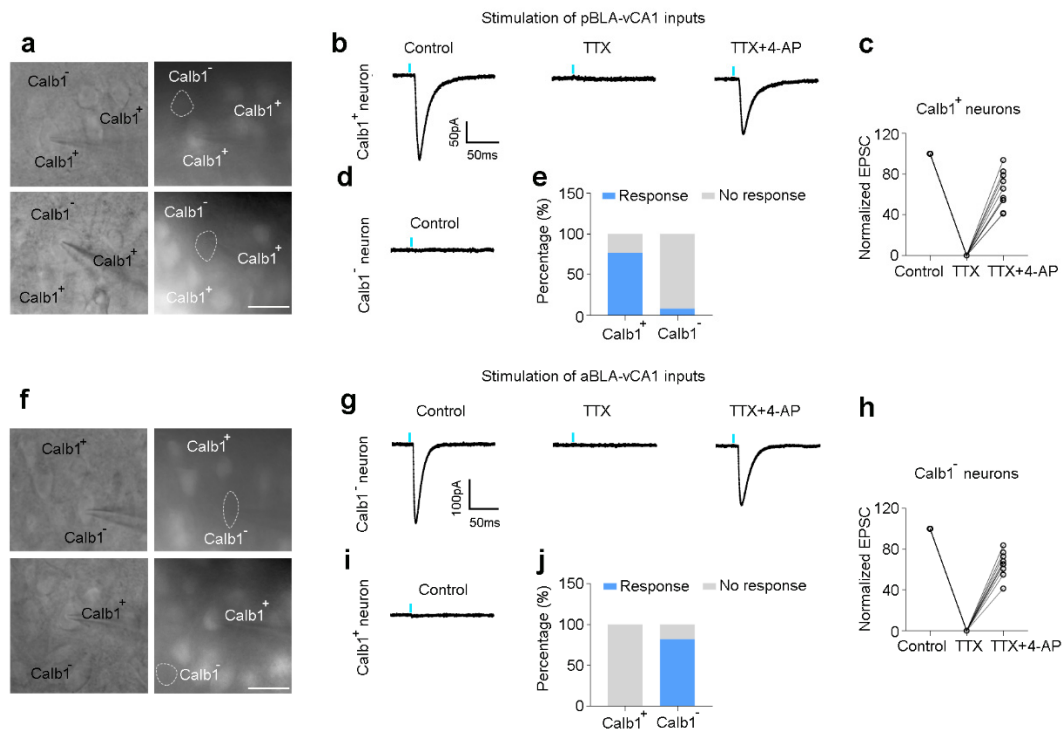 Stimulation of pBLA-vCA1 inputs
a
Calb1⁻
Calb1⁺
Calb1⁺
Calb1⁻
Calb1⁺
Calb1⁺
Calb1⁻
Calb1⁺
Calb1⁺
Calb1⁻
Calb1⁺
Calb1⁺
b
Control
TTX
TTX+4-AP
Calb1⁺ neuron
50pA
50ms
c
Calb1⁺ neurons
Normalized EPSC
120
80
40
0
Control TTX TTX+4-AP
d
Control
Calb1⁻ neuron
e
Response No response
Percentage (%)
150
100
50
0
Calb1⁺ Calb1⁻
Stimulation of aBLA-vCA1 inputs
f
Calb1⁺
Calb1⁻
Calb1⁺
Calb1⁻
Calb1⁺
Calb1⁻
Calb1⁺
Calb1⁻
g
Control
TTX
TTX+4-AP
Calb1⁻ neuron
100pA
50ms
h
Calb1⁻ neurons
Normalized EPSC
120
80
40
0
Control TTX TTX+4-AP
i
Control
Calb1⁺ neuron
j
Response No response
Percentage (%)
150
100
50
0
Calb1⁺ Calb1⁻